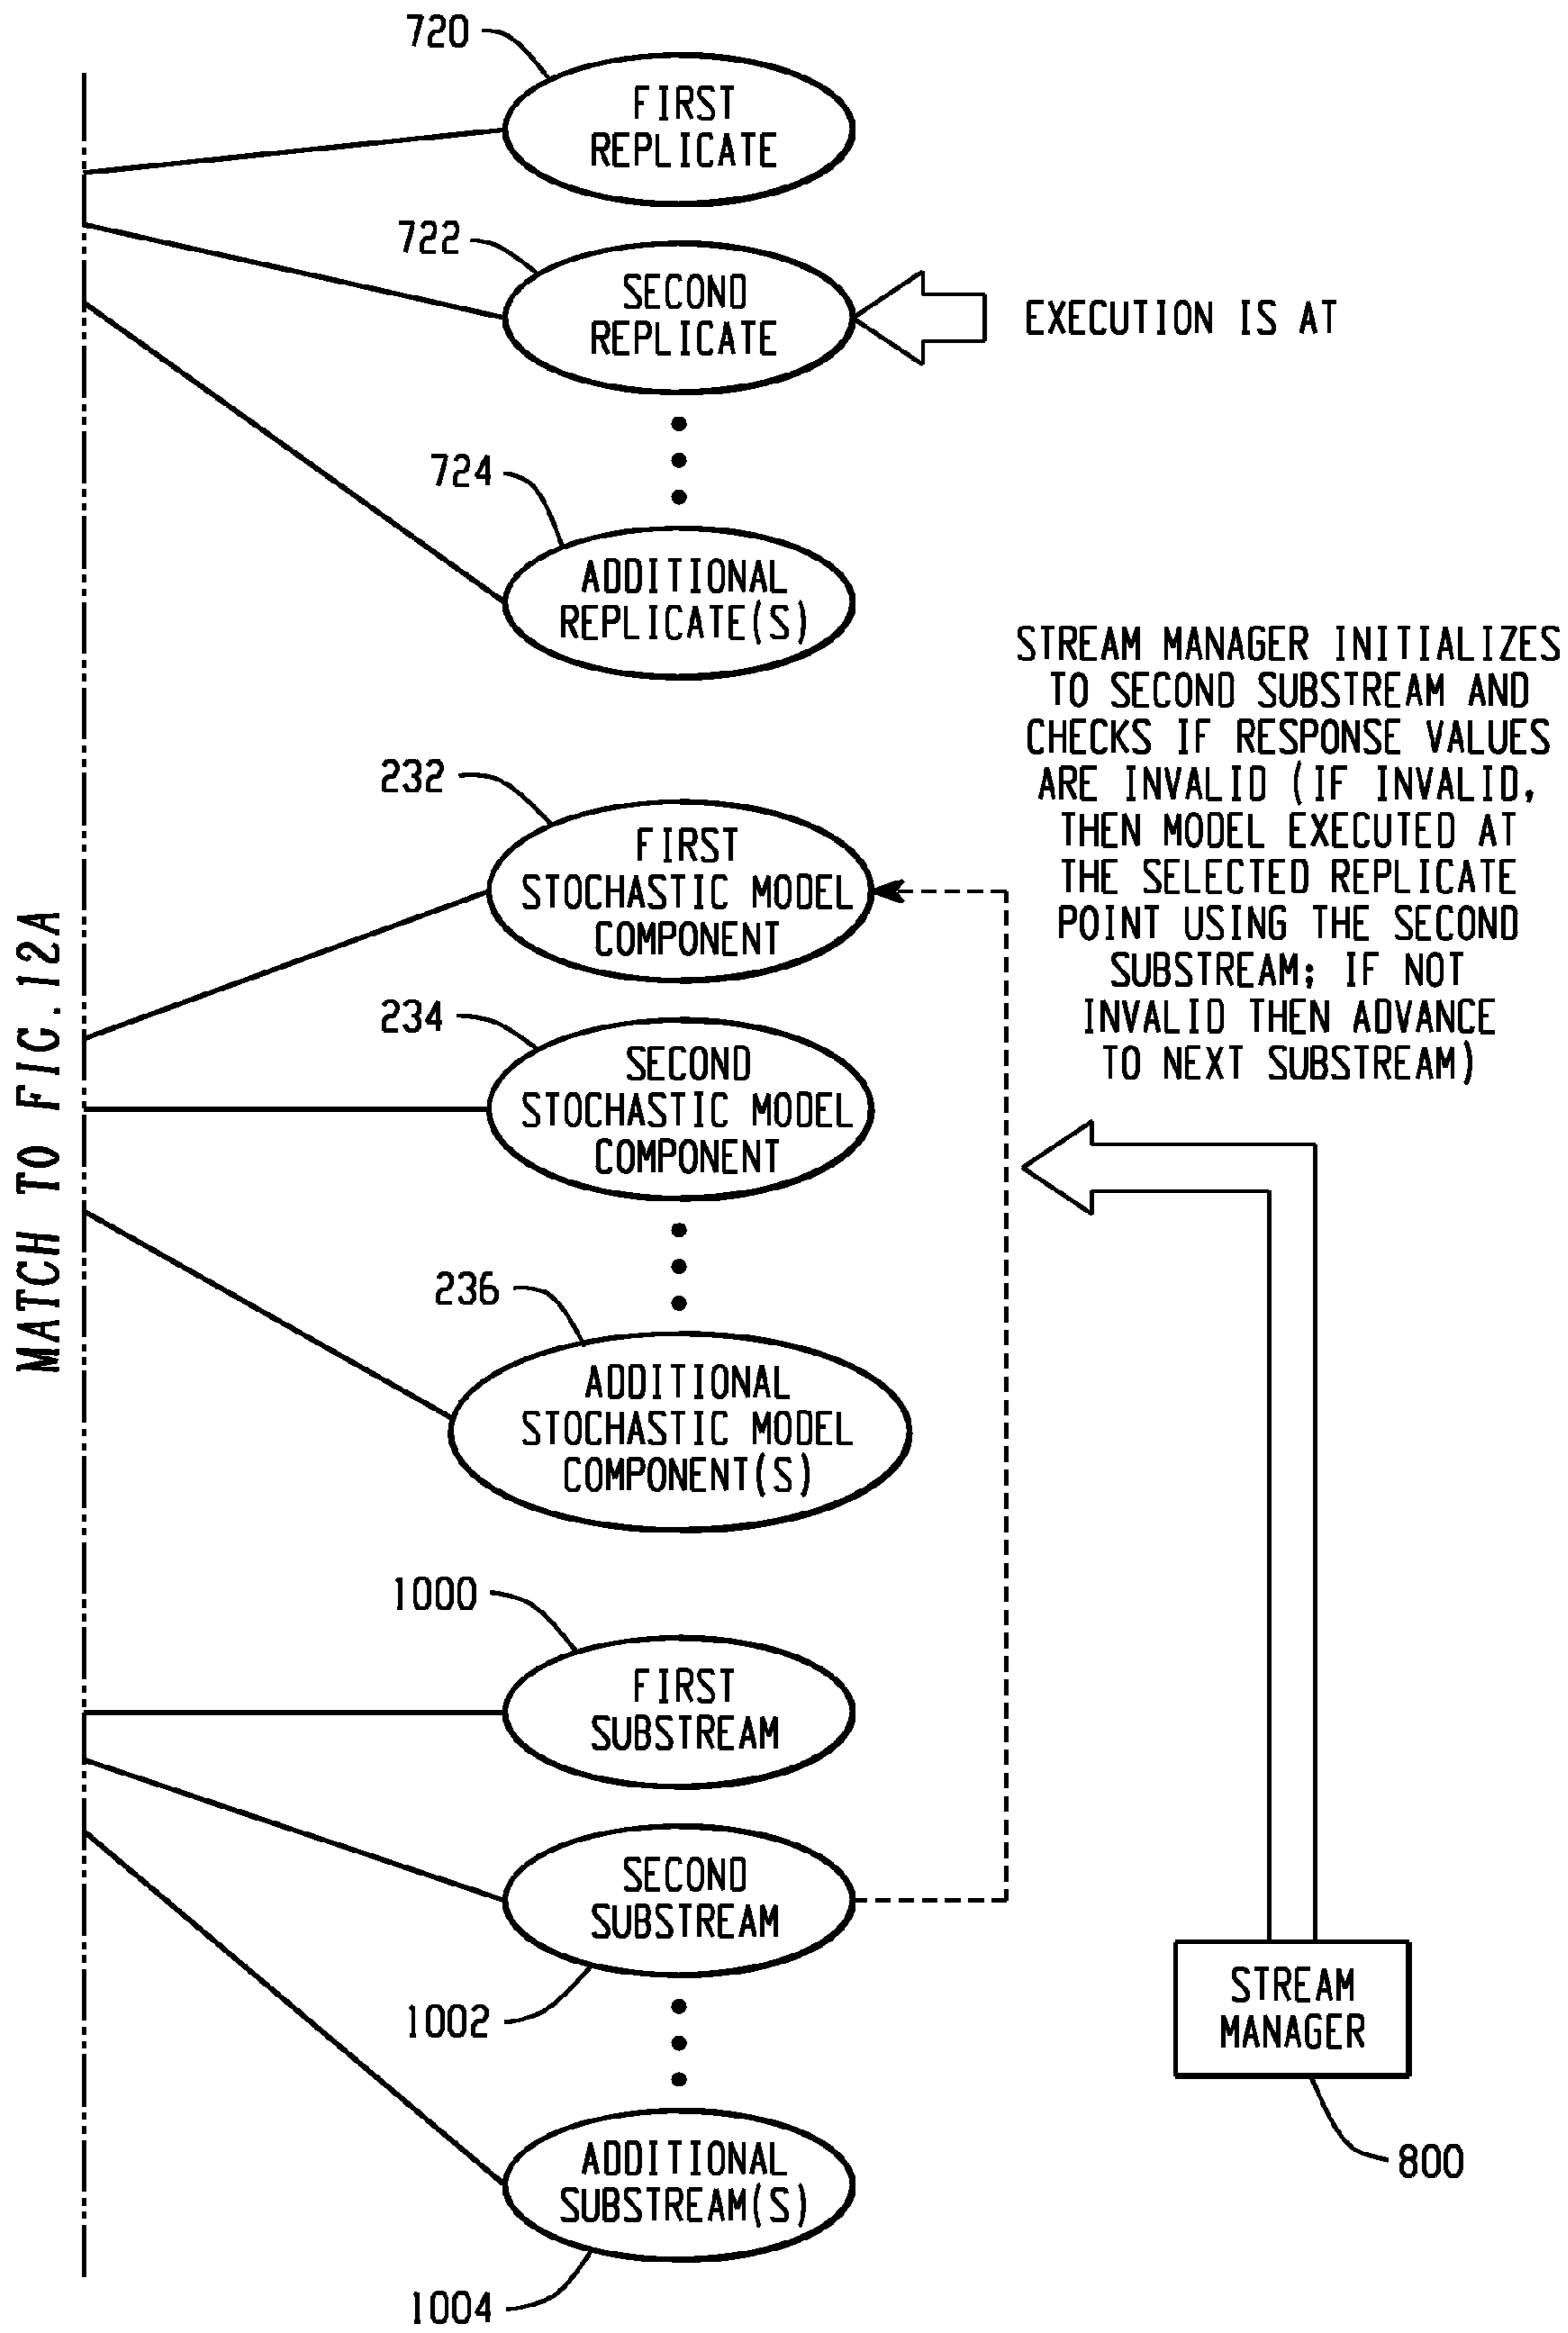 720
FIRST
REPLICATE
722
SECOND
REPLICATE
EXECUTION IS AT
724
ADDITIONAL
REPLICATE(S)
STREAM MANAGER INITIALIZES
TO SECOND SUBSTREAM AND
CHECKS IF RESPONSE VALUES
ARE INVALID (IF INVALID,
THEN MODEL EXECUTED AT
THE SELECTED REPLICATE
POINT USING THE SECOND
SUBSTREAM; IF NOT
INVALID THEN ADVANCE
TO NEXT SUBSTREAM)
232
FIRST
STOCHASTIC MODEL
COMPONENT
MATCH TO FIG.12A
234
SECOND
STOCHASTIC MODEL
COMPONENT
236
ADDITIONAL
STOCHASTIC MODEL
COMPONENT(S)
1000
FIRST
SUBSTREAM
SECOND
SUBSTREAM
1002
STREAM
MANAGER
800
ADDITIONAL
SUBSTREAM(S)
1004